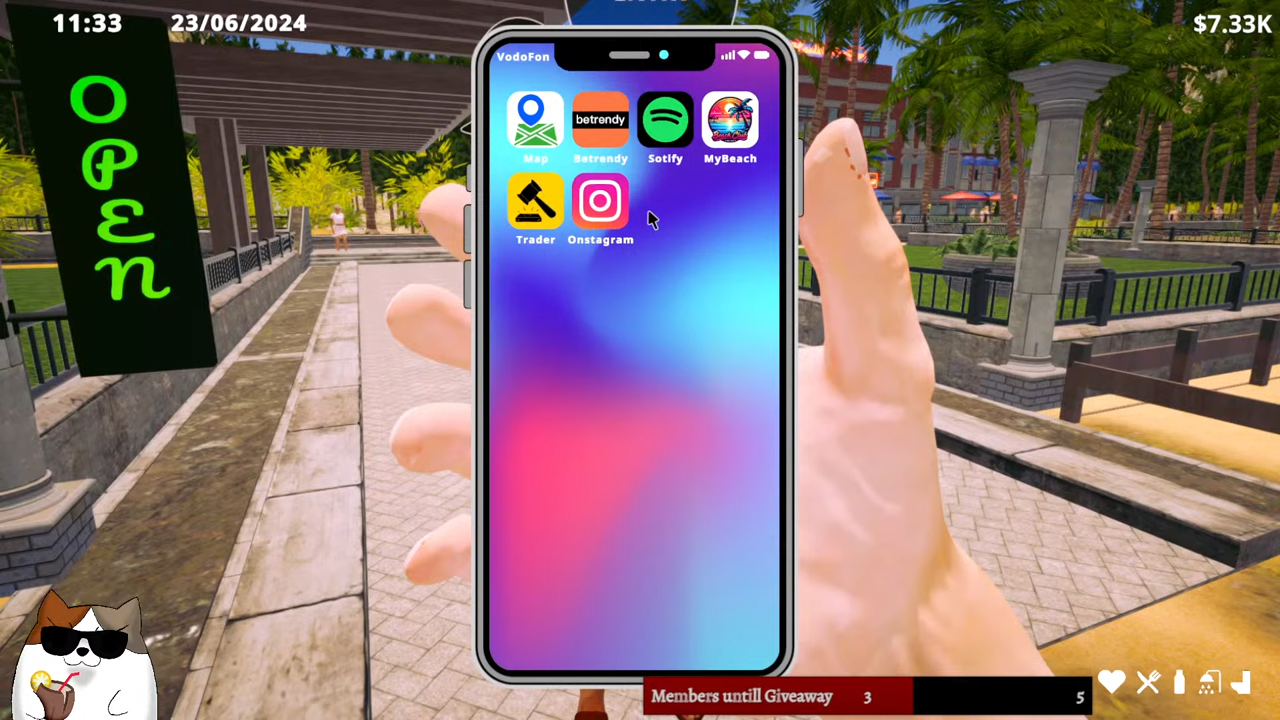 11:33 23/06/2024
$7.33K
OPEn
VodoFon
betrendy
Map Betrendy Sotify MyBeach
Trader Onstagram
Members untill Giveaway 3 5